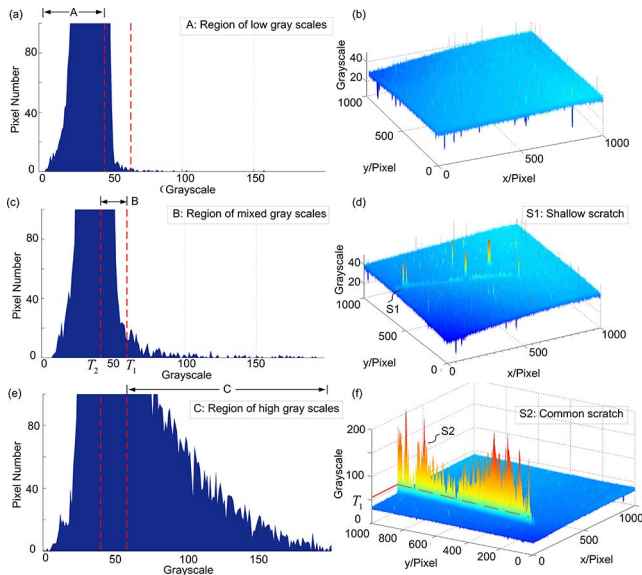 (a)
A
A: Region of low gray scales
Pixel Number
80
40
0
0
50
100
150
Grayscale
(b)
Grayscale
40
20
0
1000
500
0
y/Pixel
0
500
1000
x/Pixel
(c)
B
B: Region of mixed gray scales
Pixel Number
80
40
0
0
50
100
150
T2
T1
Grayscale
(d)
S1: Shallow scratch
Grayscale
40
20
0
1000
S1
500
0
y/Pixel
0
500
1000
x/Pixel
(e)
C
C: Region of high gray scales
Pixel Number
80
40
0
0
50
100
150
200
Grayscale
(f)
S2: Common scratch
S2
Grayscale
200
150
100
T1
0
1000
800
600
400
200
0
y/Pixel
0
500
1000
x/Pixel